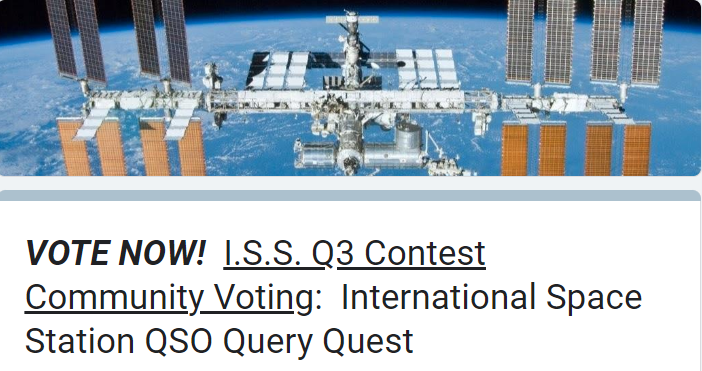 VOTE NOW!  I.S.S. Q3 Contest
Community Voting:  International Space
Station QSO Query Quest